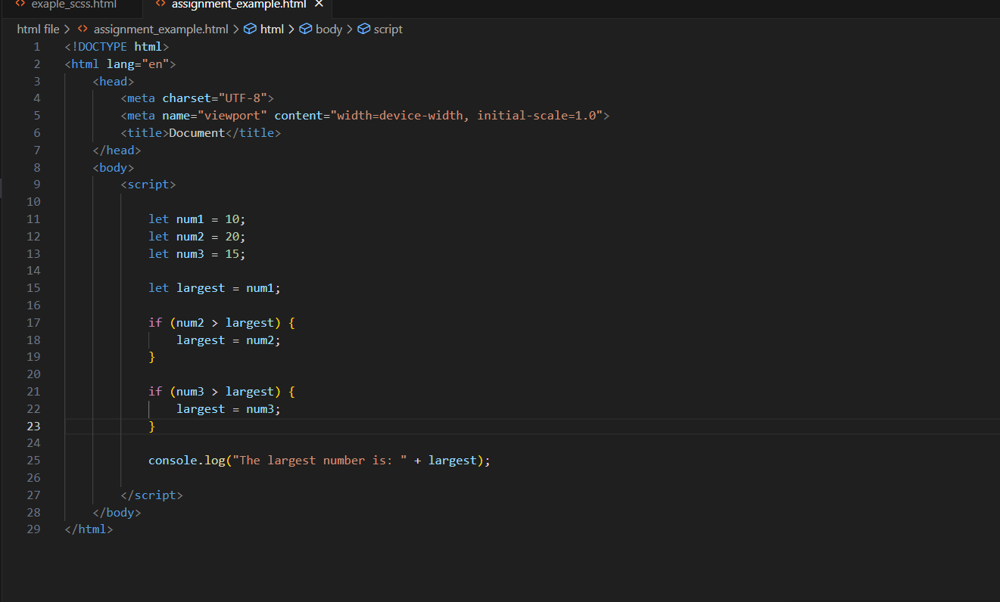 exaple_scss.html assignment_example.html ×
html file > assignment_example.html > html > body > script
1 <!DOCTYPE html>
2 <html lang="en">
3 <head>
4 <meta charset="UTF-8">
5 <meta name="viewport" content="width=device-width, initial-scale=1.0">
6 <title>Document</title>
7 </head>
8 <body>
9 <script>
10
11 let num1 = 10;
12 let num2 = 20;
13 let num3 = 15;
14
15 let largest = num1;
16
17 if (num2 > largest) {
18 largest = num2;
19 }
20
21 if (num3 > largest) {
22 largest = num3;
23 }
24
25 console.log("The largest number is: " + largest);
26
27 </script>
28 </body>
29 </html>